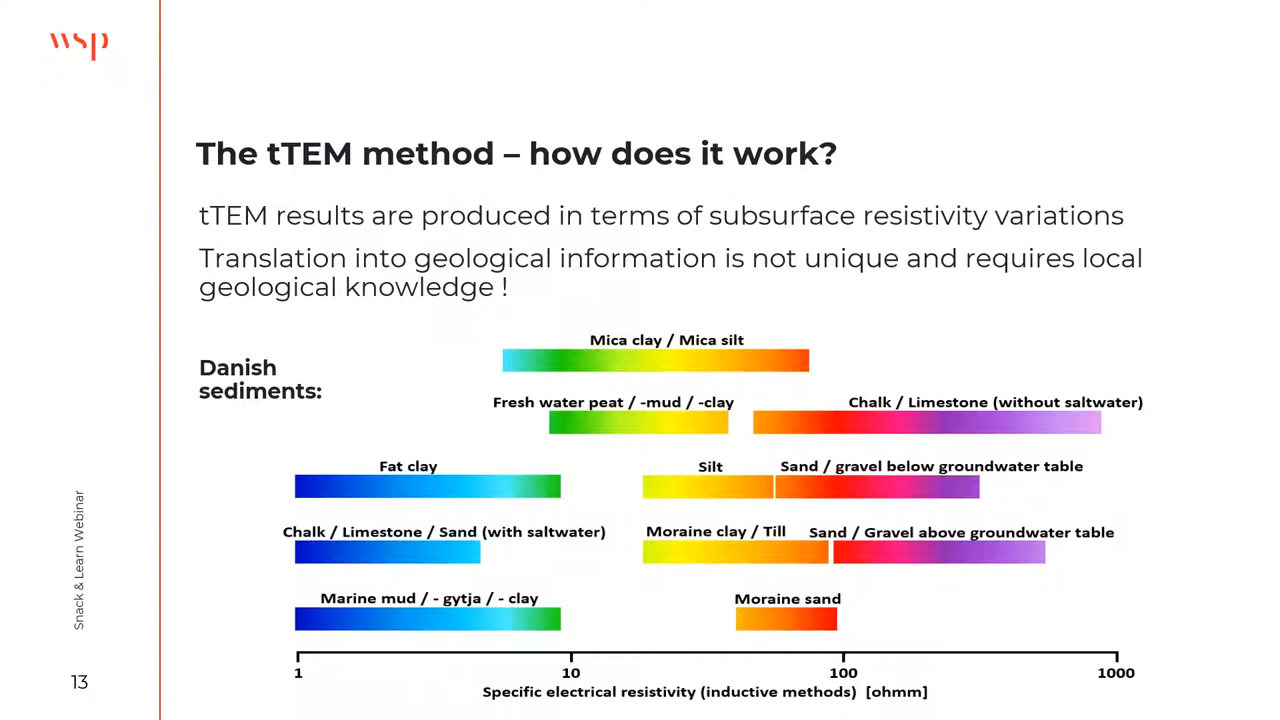 wsp
The tTEM method – how does it work?
tTEM results are produced in terms of subsurface resistivity variations
Translation into geological information is not unique and requires local
geological knowledge !
Danish
sediments:
Mica clay / Mica silt
Fresh water peat / -mud / -clay
Chalk / Limestone (without saltwater)
Fat clay
Silt
Sand / gravel below groundwater table
Chalk / Limestone / Sand (with saltwater)
Moraine clay / Till
Sand / Gravel above groundwater table
Marine mud / - gytja / - clay
Moraine sand
1
10
100
1000
Specific electrical resistivity (inductive methods) [ohmm]
Snack & Learn Webinar
13